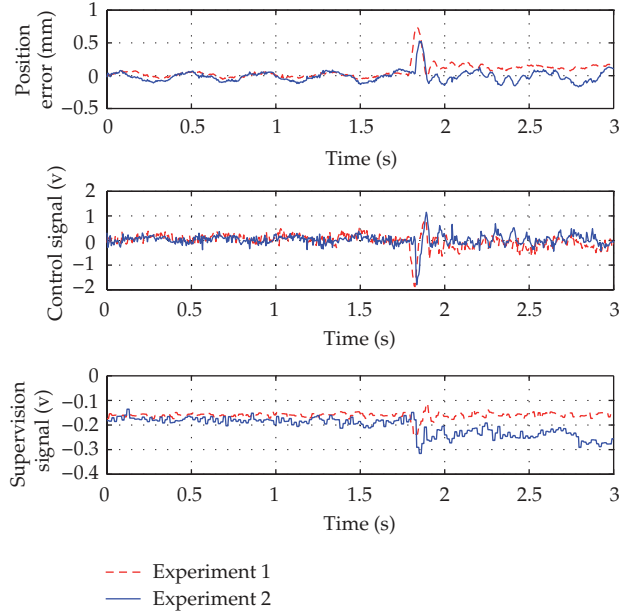 Position
error (mm)
1
0.5
0
−0.5
0 0.5 1 1.5 2 2.5 3
Time (s)
Control signal (v)
2
1
0
−1
−2
0 0.5 1 1.5 2 2.5 3
Time (s)
Supervision
signal (v)
0
−0.1
−0.2
−0.3
−0.4
0 0.5 1 1.5 2 2.5 3
Time (s)
Experiment 1
Experiment 2